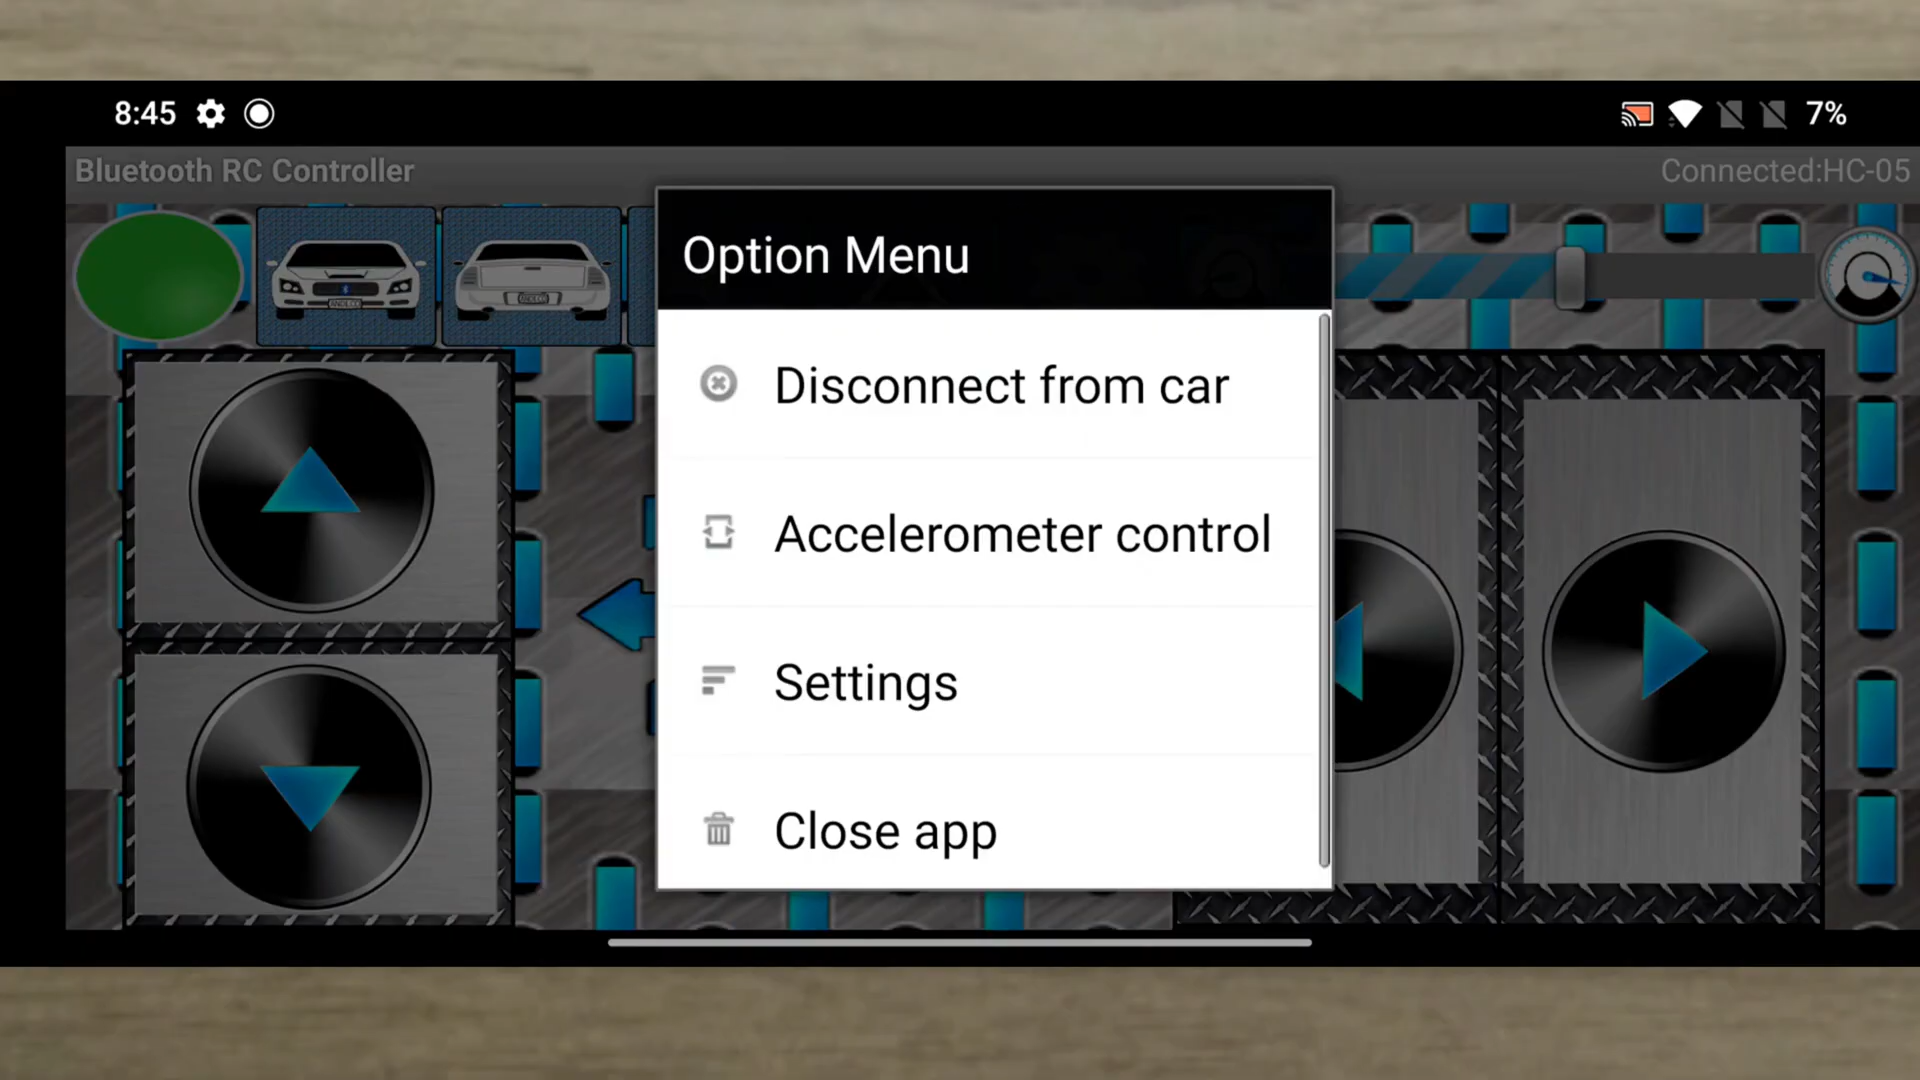 8:45
7%
Bluetooth RC Controller
Connected:HC-05
Option Menu
Disconnect from car
Accelerometer control
Settings
Close app